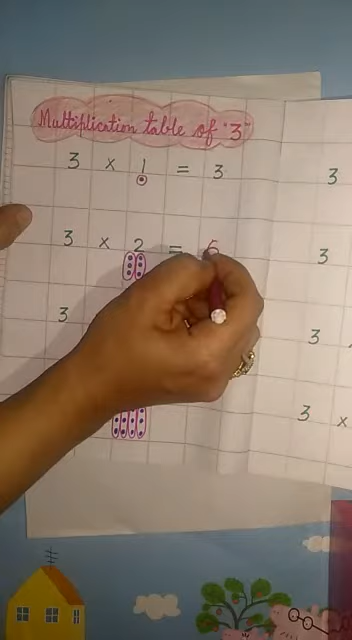 Multiplication table of "3"
3 x 1 = 3
3
3 x 2 = 6
3
3
3
3 x